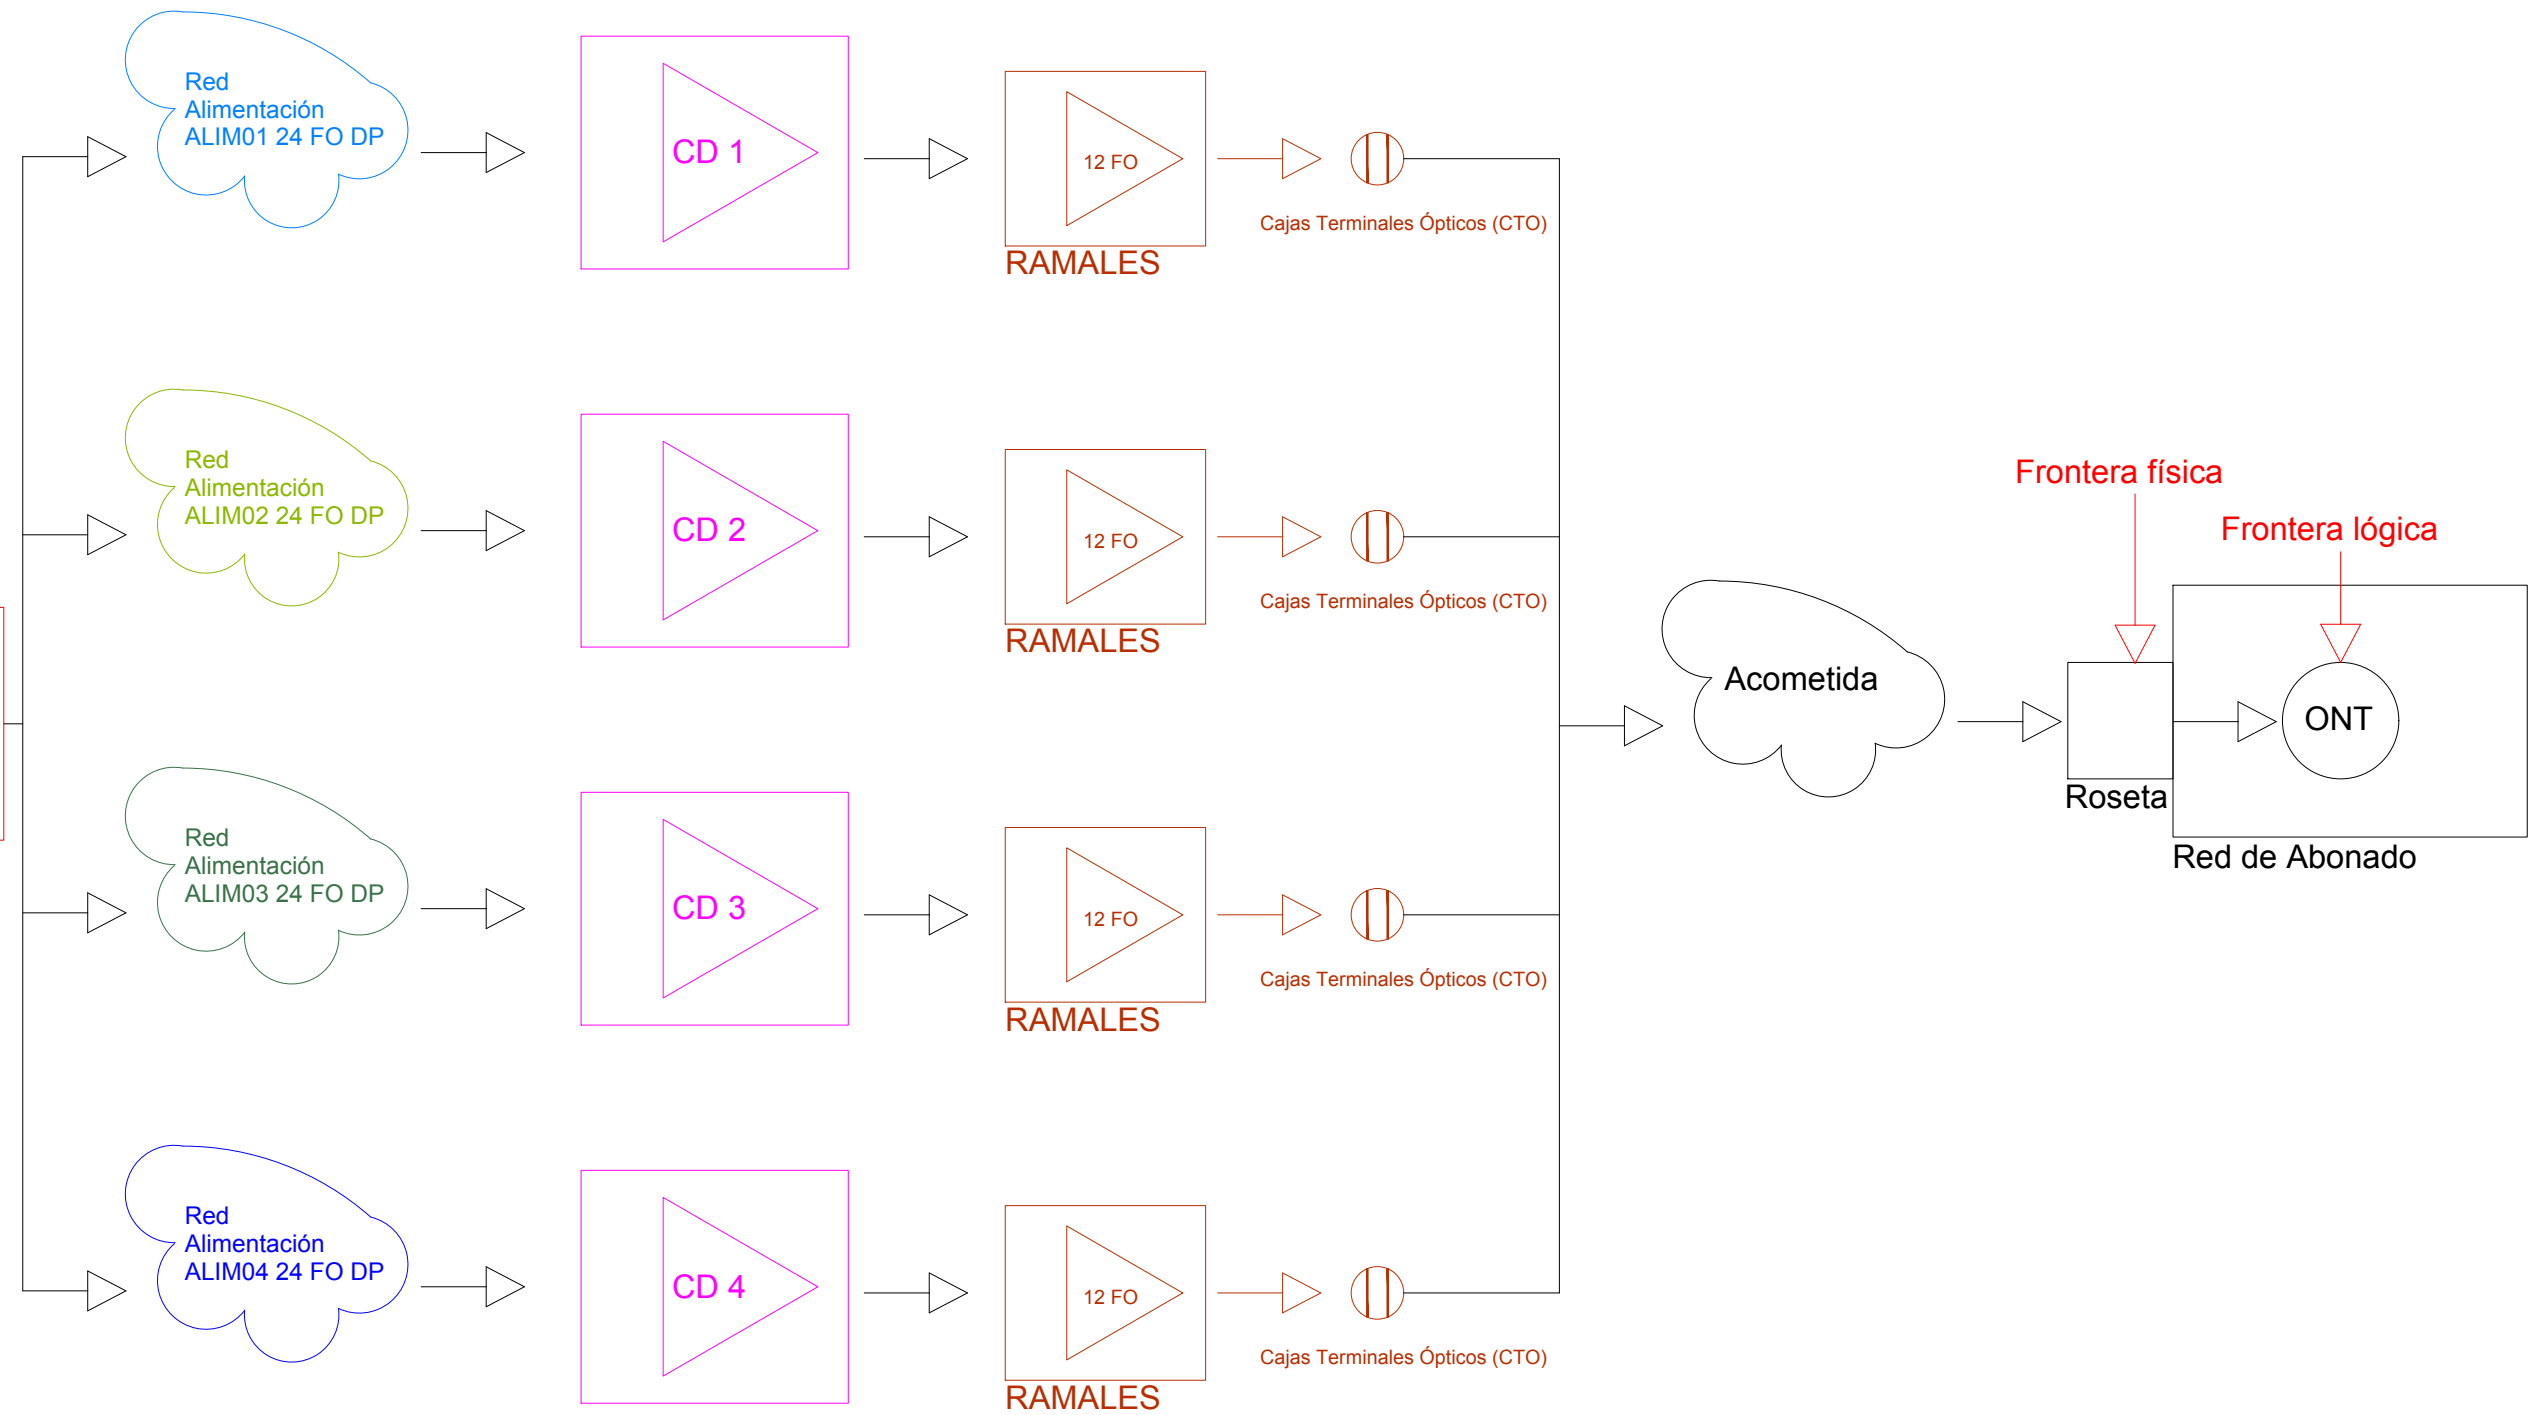 Red
Alimentación
ALIM01 24 FO DP
CD 1
12 FO
RAMALES
Cajas Terminales Ópticos (CTO)
Red
Alimentación
ALIM02 24 FO DP
CD 2
12 FO
RAMALES
Cajas Terminales Ópticos (CTO)
Red
Alimentación
ALIM03 24 FO DP
CD 3
12 FO
RAMALES
Cajas Terminales Ópticos (CTO)
Red
Alimentación
ALIM04 24 FO DP
CD 4
12 FO
RAMALES
Cajas Terminales Ópticos (CTO)
Acometida
Frontera física
Frontera lógica
Roseta
ONT
Red de Abonado